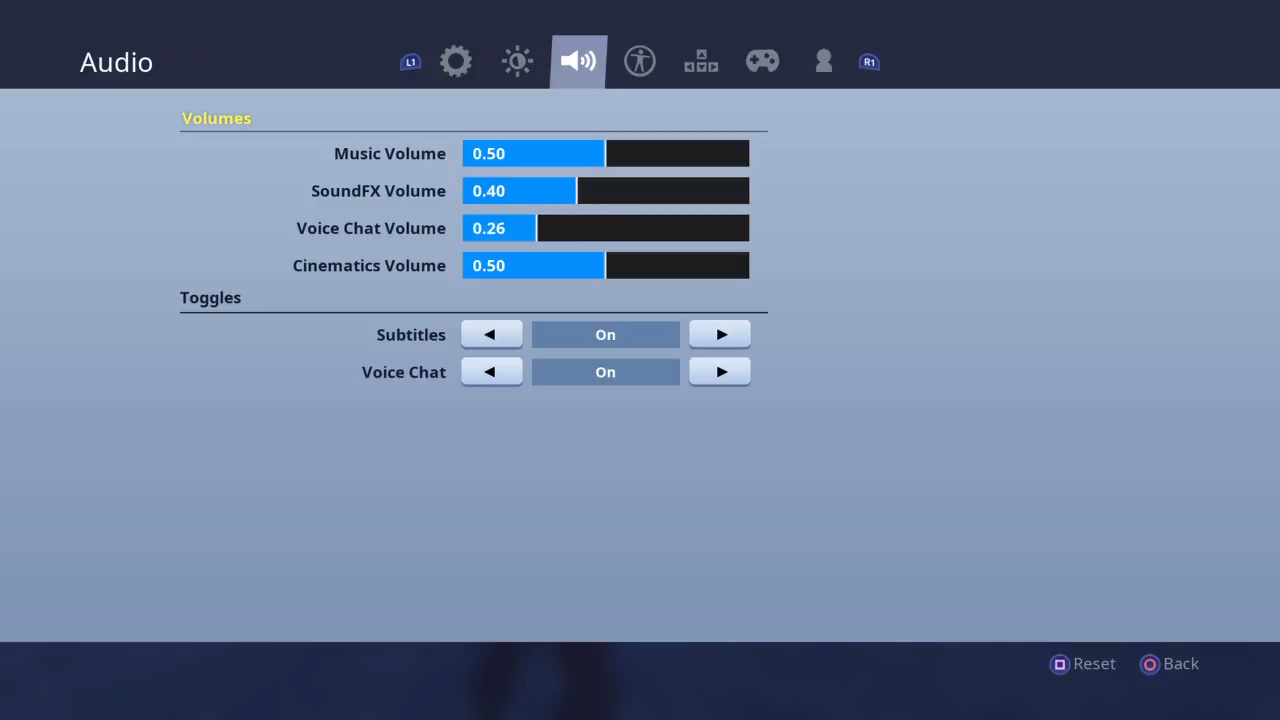 Audio
L1
R1
Volumes
Music Volume 0.50
SoundFX Volume 0.40
Voice Chat Volume 0.26
Cinematics Volume 0.50
Toggles
Subtitles On
Voice Chat On
Reset Back